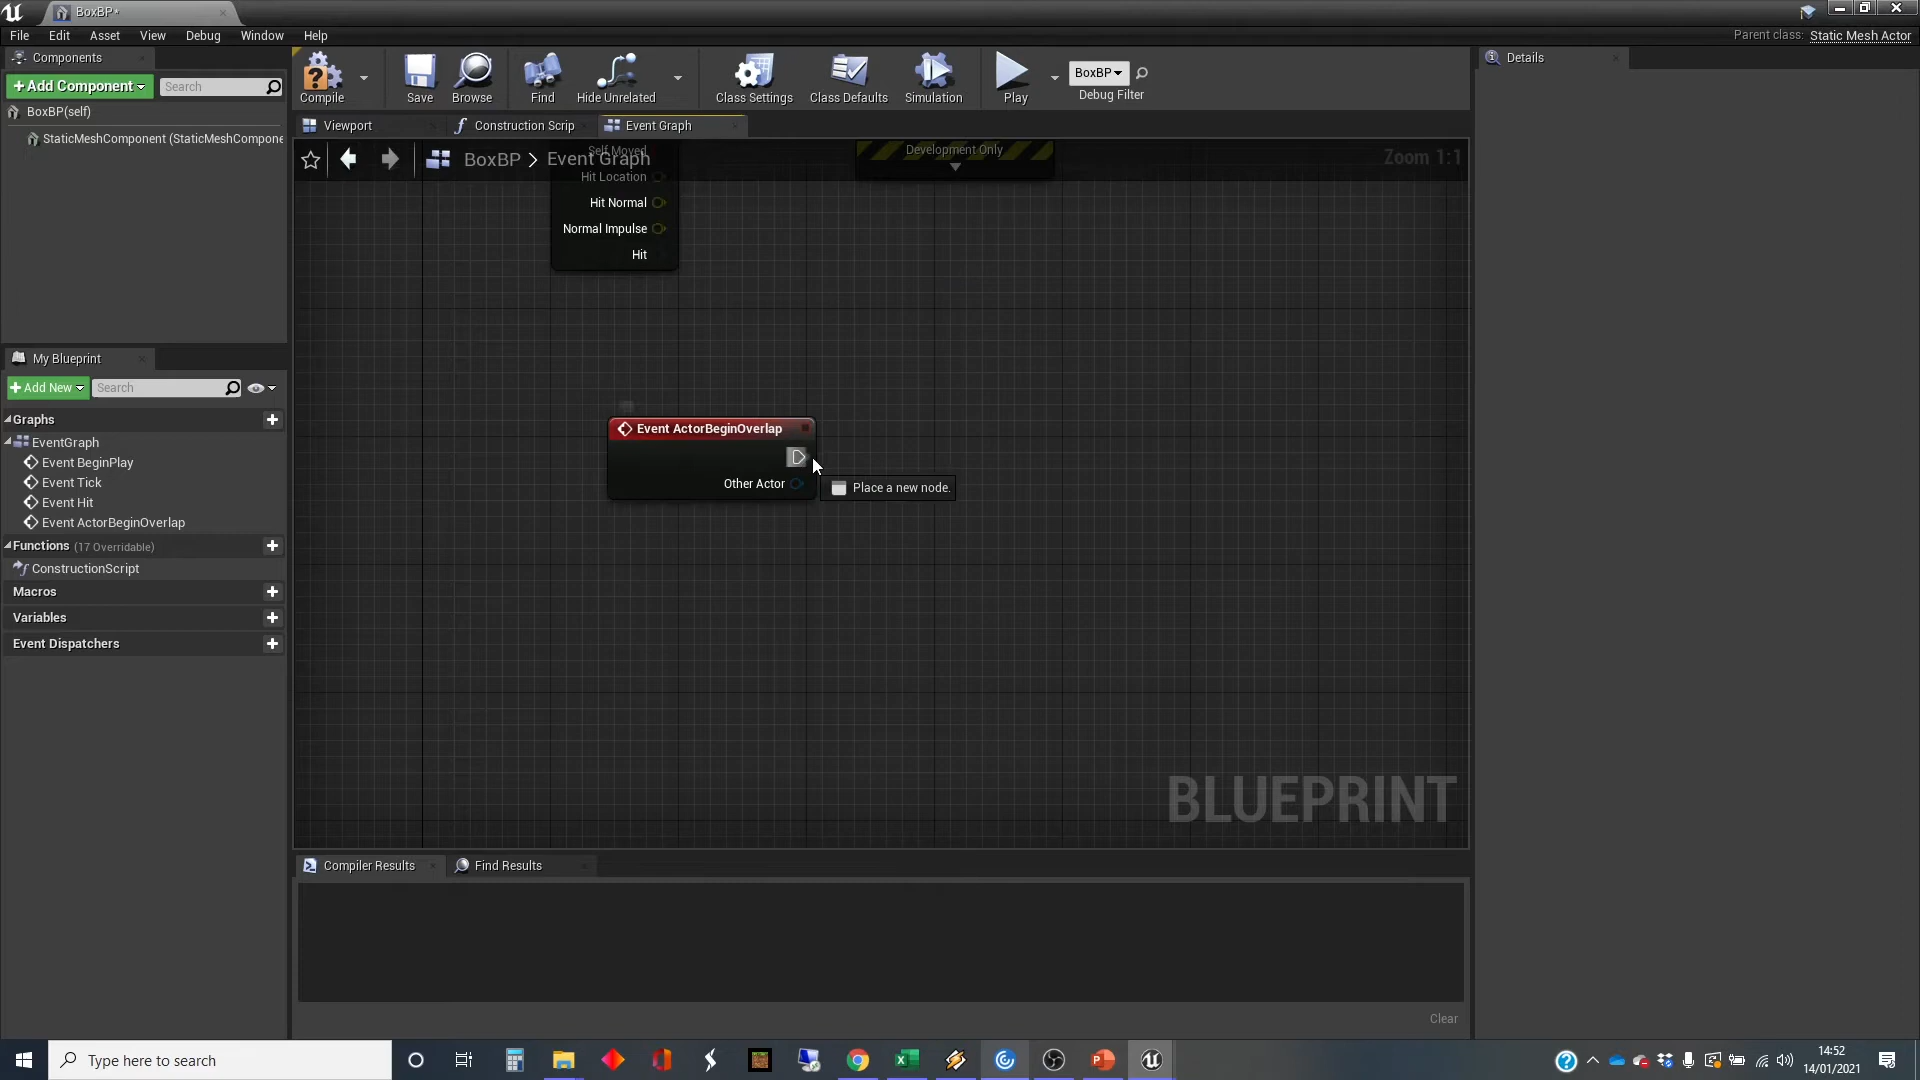 BoxBP*
File Edit Asset View Debug Window Help
Parent class: Static Mesh Actor
Components
Details
+Add Component
Search
Compile
Save
Browse
Find
Hide Unrelated
Class Settings
Class Defaults
Simulation
Play
BoxBP
Debug Filter
BoxBP(self)
StaticMeshComponent (StaticMeshCompone
Viewport
Construction Scrip
Event Graph
BoxBP > Event Graph
Zoom 1:1
Self Moved
Hit Location
Hit Normal
Normal Impulse
Hit
Development Only
My Blueprint
+Add New
Search
Graphs
EventGraph
Event BeginPlay
Event Tick
Event Hit
Event ActorBeginOverlap
Functions (17 Overridable)
ConstructionScript
Macros
Variables
Event Dispatchers
Event ActorBeginOverlap
Other Actor
Place a new node.
BLUEPRINT
Compiler Results
Find Results
Clear
Type here to search
14:52
14/01/2021